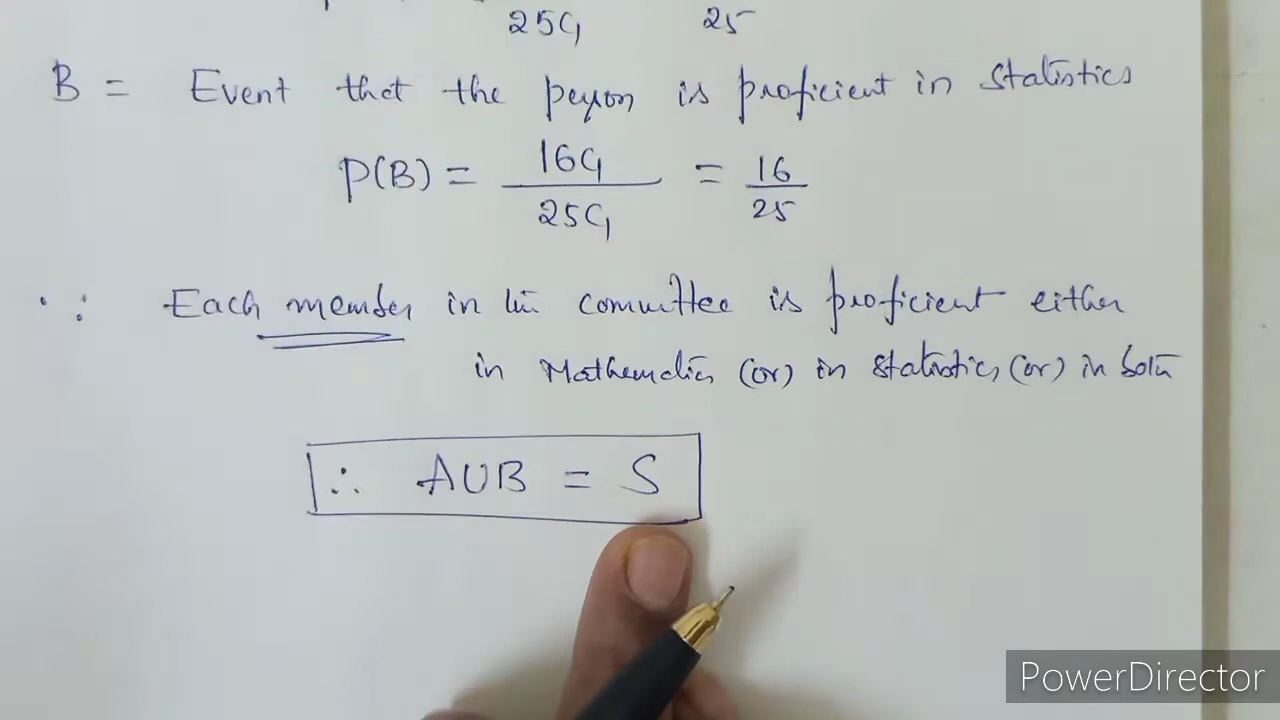 25C₁ 25
B = Event that the person is proficient in Statistics
P(B) = 16C₁ / 25C₁ = 16 / 25
∵ Each member in the committee is proficient either
in Mathematics (or) in Statistics (or) in both
∴ AUB = S
PowerDirector